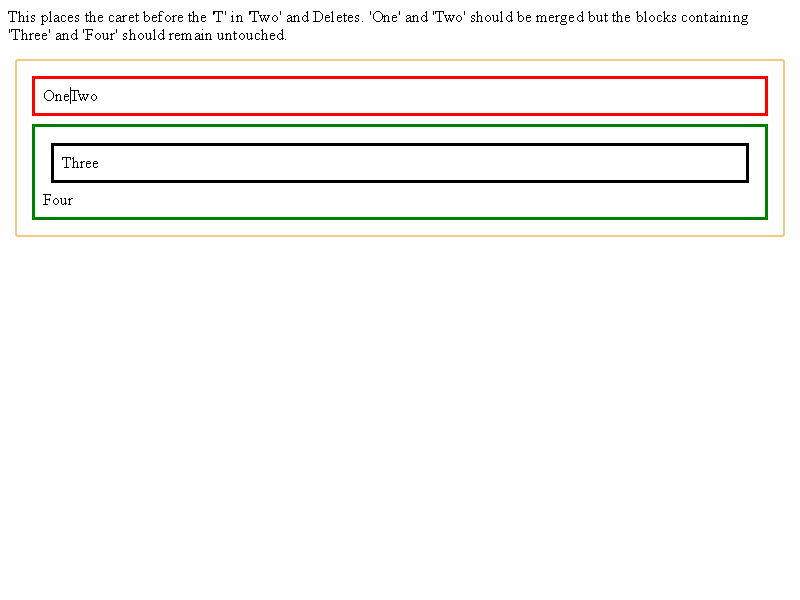 This places the caret before the 'T' in 'Two' and Deletes. 'One' and 'Two' should be merged but the blocks containing
'Three' and 'Four' should remain untouched.
OneTwo
Three
Four